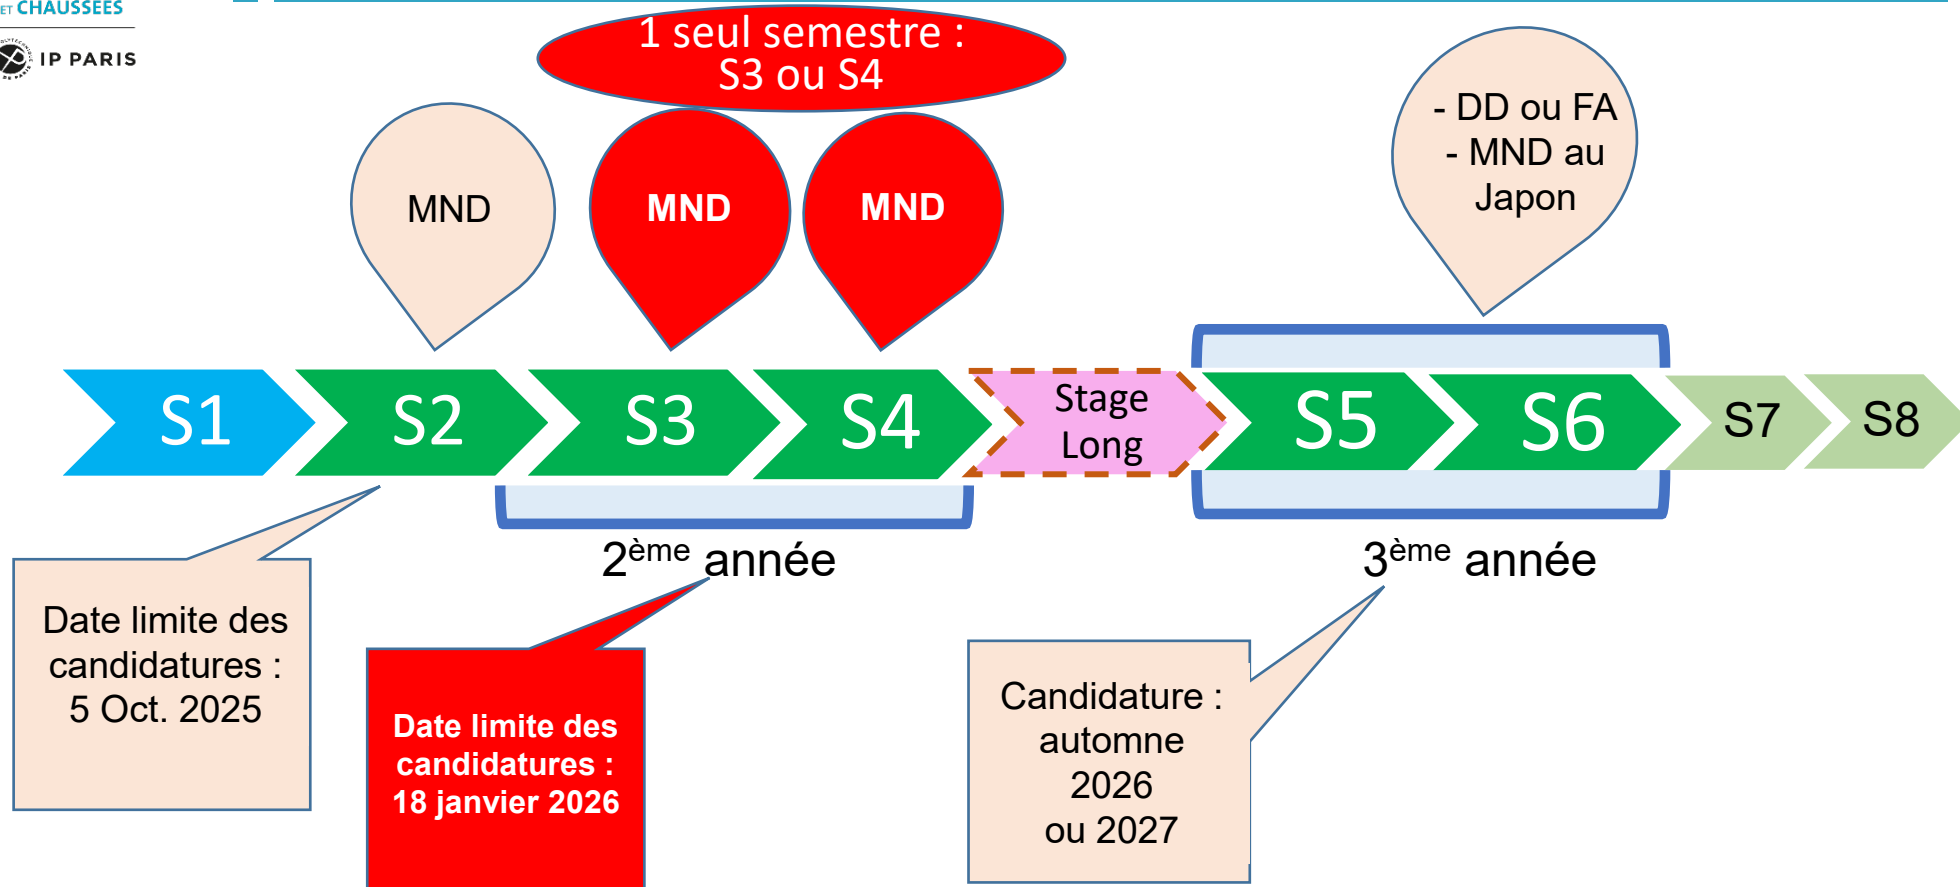 ET CHAUSSÉES
IP PARIS
1 seul semestre :
S3 ou S4
- DD ou FA
- MND au
Japon
MND
MND
MND
S1
S2
S3
S4
Stage
Long
S5
S6
S7
S8
2ème année
3ème année
Date limite des
candidatures :
5 Oct. 2025
Date limite des
candidatures :
18 janvier 2026
Candidature :
automne
2026
ou 2027